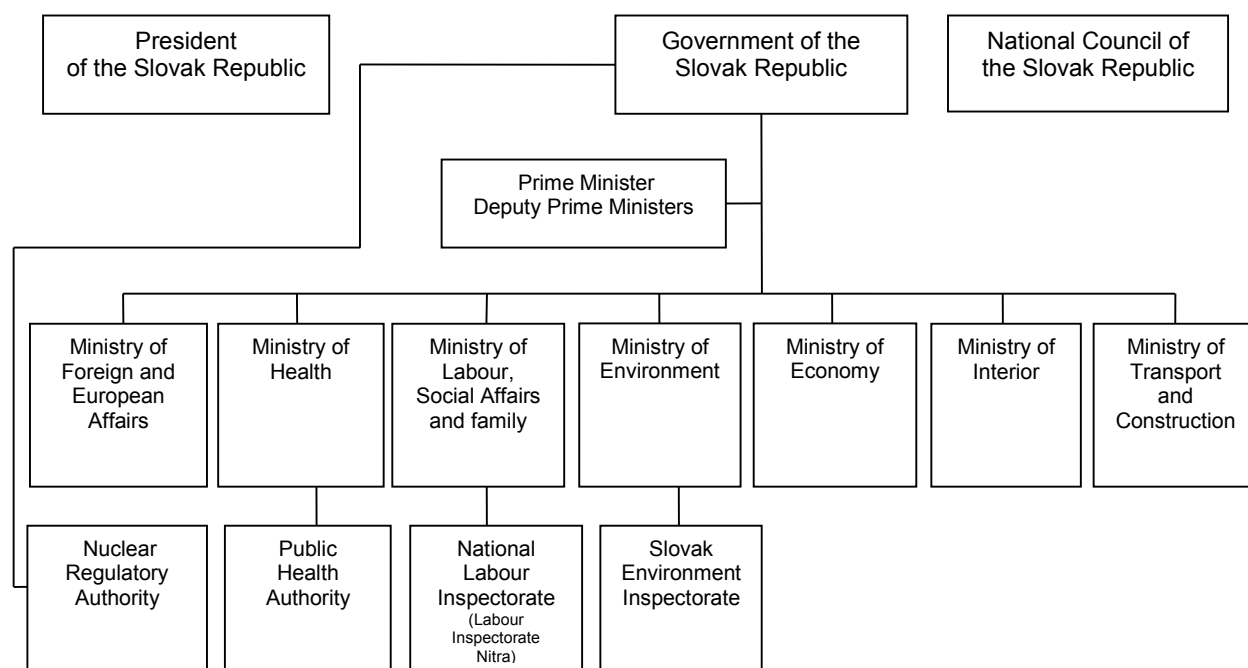 President
of the Slovak Republic
Government of the
Slovak Republic
National Council of
the Slovak Republic
Prime Minister
Deputy Prime Ministers
Ministry of
Foreign and
European
Affairs
Ministry of
Health
Ministry of
Labour,
Social Affairs
and family
Ministry of
Environment
Ministry of
Economy
Ministry of
Interior
Ministry of
Transport
and
Construction
Nuclear
Regulatory
Authority
Public
Health
Authority
National
Labour
Inspectorate
(Labour
Inspectorate
Nitra)
Slovak
Environment
Inspectorate